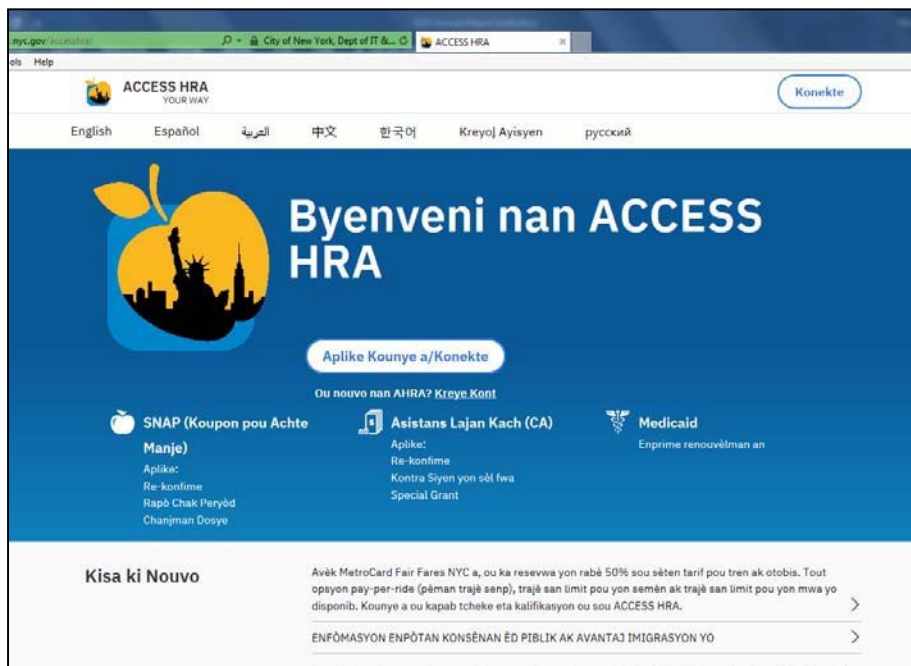 .nyc.gov/accesshra/
City of New York, Dept of IT &...
ACCESS HRA
ols Help
ACCESS HRA
YOUR WAY
Konekte
English Español العربية 中文 한국어 Kreyol Ayisyen русский
Byenveni nan ACCESS
HRA
Aplike Kounye a/Konekte
Ou nouvo nan AHRA? Kreye Kont
SNAP (Koupon pou Achte
Manje)
Aplike:
Re-konfime
Rapò Chak Peryòd
Chanjman Dosye
Asistans Lajan Kach (CA)
Aplike:
Re-konfime
Kontra Siyen yon sèl fwa
Special Grant
Medicaid
Enprime renouvèlman an
Kisa ki Nouvo
Avèk MetroCard Fair Fares NYC a, ou ka resevwa yon rabè 50% sou sèten tarif pou tren ak otobis. Tout
opsyon pay-per-ride (pèman trajè senp), trajè san limit pou yon semèn ak trajè san limit pou yon mwa yo
disponib. Kounye a ou kapab tcheke eta kalifikasyon ou sou ACCESS HRA.
ENFÒMASYON ENPÒTAN KONSÈNAN ÈD PIBLIK AK AVANTAJ IMIGRASYON YO